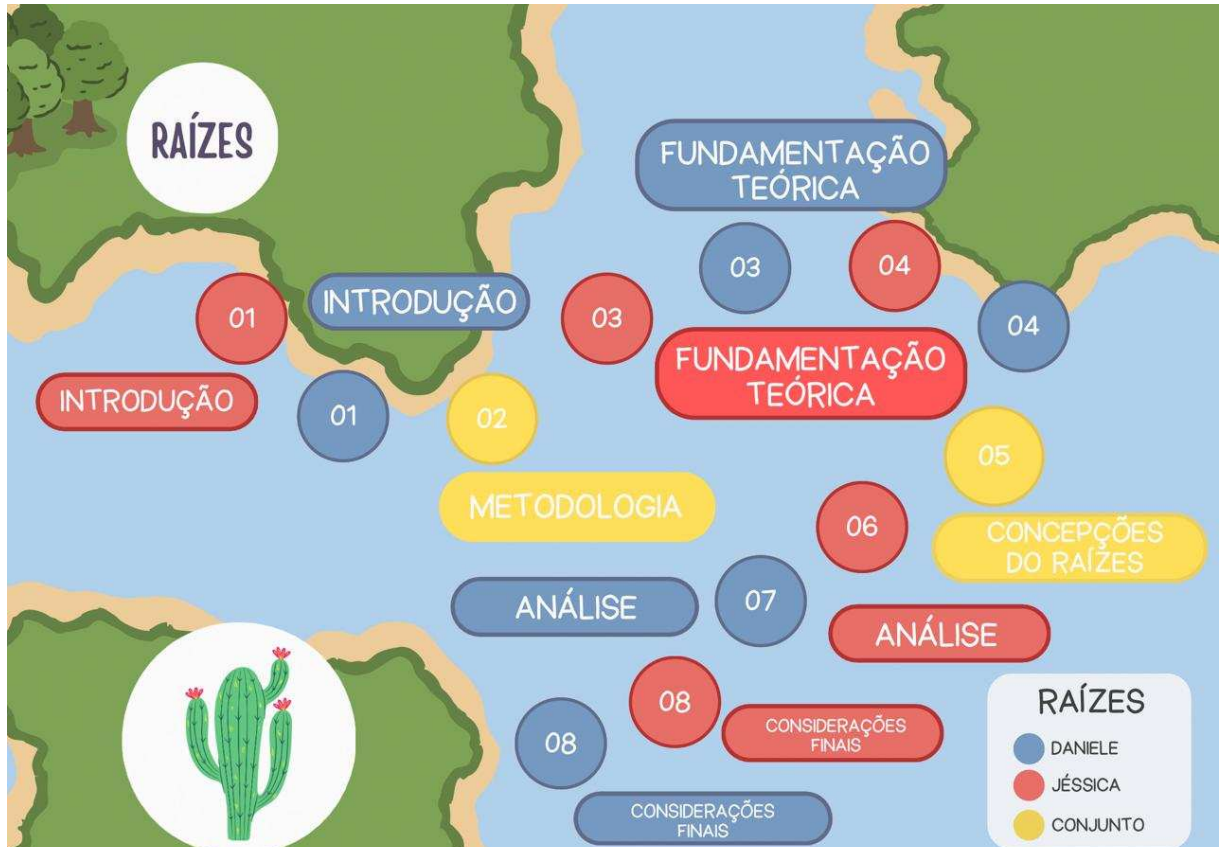 RAÍZES
FUNDAMENTAÇÃO
TEÓRICA
03
04
01
INTRODUÇÃO
03
04
FUNDAMENTAÇÃO
TEÓRICA
INTRODUÇÃO
01
02
05
METODOLOGIA
06
CONCEPÇÕES
DO RAÍZES
ANÁLISE
07
ANÁLISE
08
CONSIDERAÇÕES
FINAIS
08
CONSIDERAÇÕES
FINAIS
RAÍZES
DANIELE
JÉSSICA
CONJUNTO